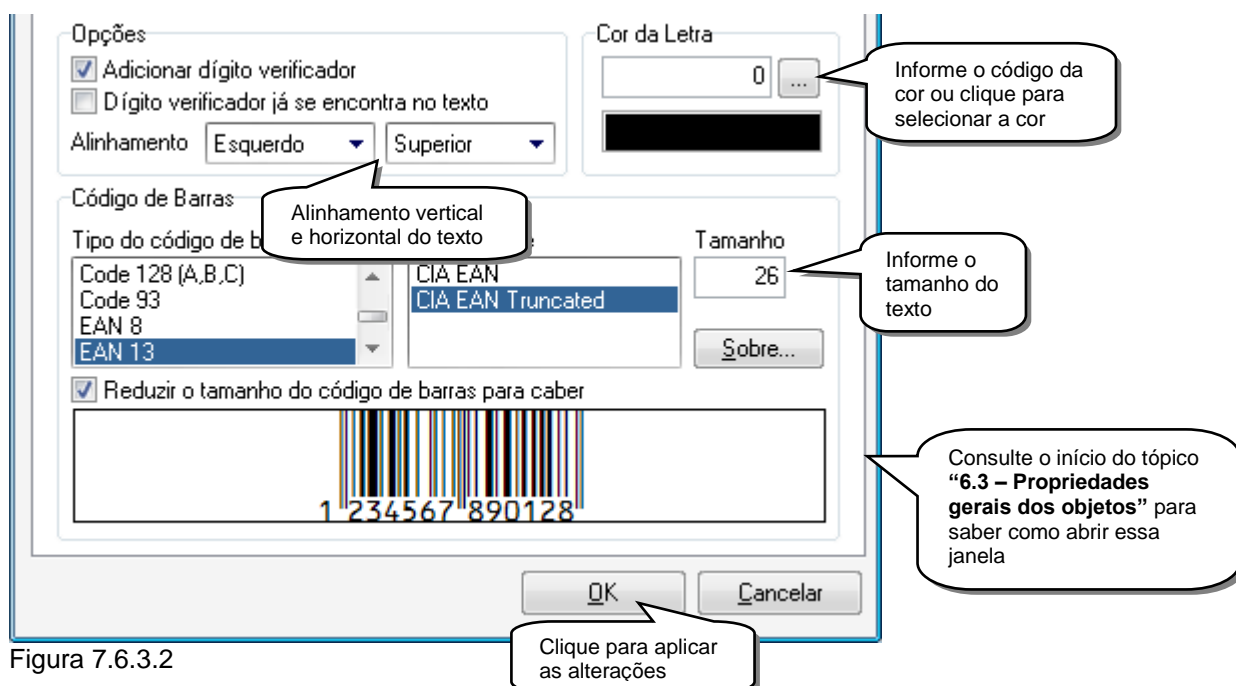 Opções
Adicionar dígito verificador
Dígito verificador já se encontra no texto
Alinhamento Esquerdo Superior
Cor da Letra
0 ...
Informe o código da
cor ou clique para
selecionar a cor
Alinhamento vertical
e horizontal do texto
Código de Barras
Tipo do código de b
Code 128 (A,B,C)
Code 93
EAN 8
EAN 13
CIA EAN
CIA EAN Truncated
Tamanho
26
Sobre...
Informe o
tamanho do
texto
Reduzir o tamanho do código de barras para caber
1 234567 890128
Consulte o início do tópico
“6.3 – Propriedades
gerais dos objetos” para
saber como abrir essa
janela
OK Cancelar
Clique para aplicar
as alterações
Figura 7.6.3.2